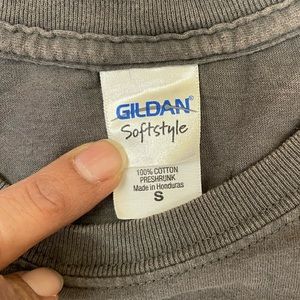 GILDAN®
Softstyle
100% COTTON
PRESHRUNK
Made in Honduras
S